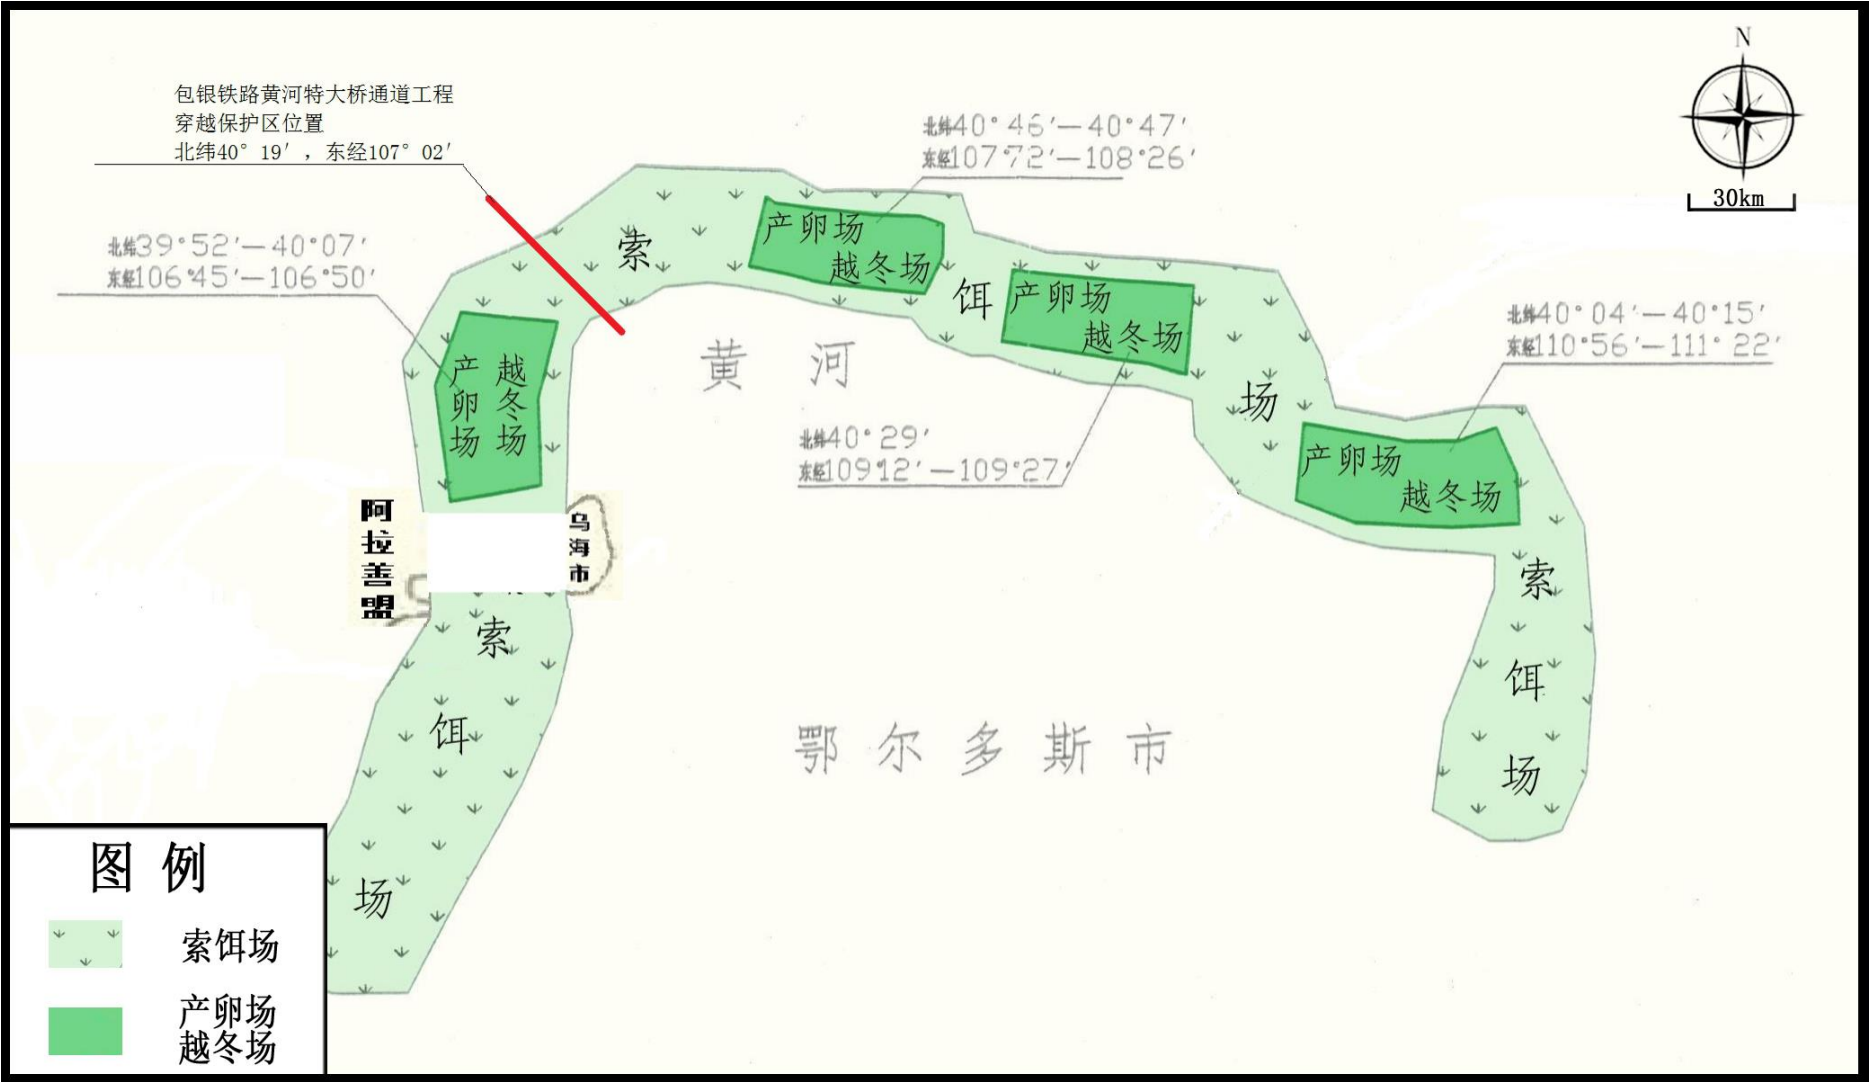 N
30km
包银铁路黄河特大桥通道工程
穿越保护区位置
北纬40°19′，东经107°02′
北纬40°46′—40°47′
东经107°72′—108°26′
北纬39°52′—40°07′
东经106°45′—106°50′
北纬40°04′—40°15′
东经110°56′—111°22′
北纬40°29′
东经109°12′—109°27′
索
饵
场
产卵场
越冬场
产卵场
越冬场
产卵场
越冬场
产卵场
越冬场
黄河
阿拉善盟
乌海市
索
饵
场
索
饵
场
鄂尔多斯市
图例
索饵场
产卵场
越冬场